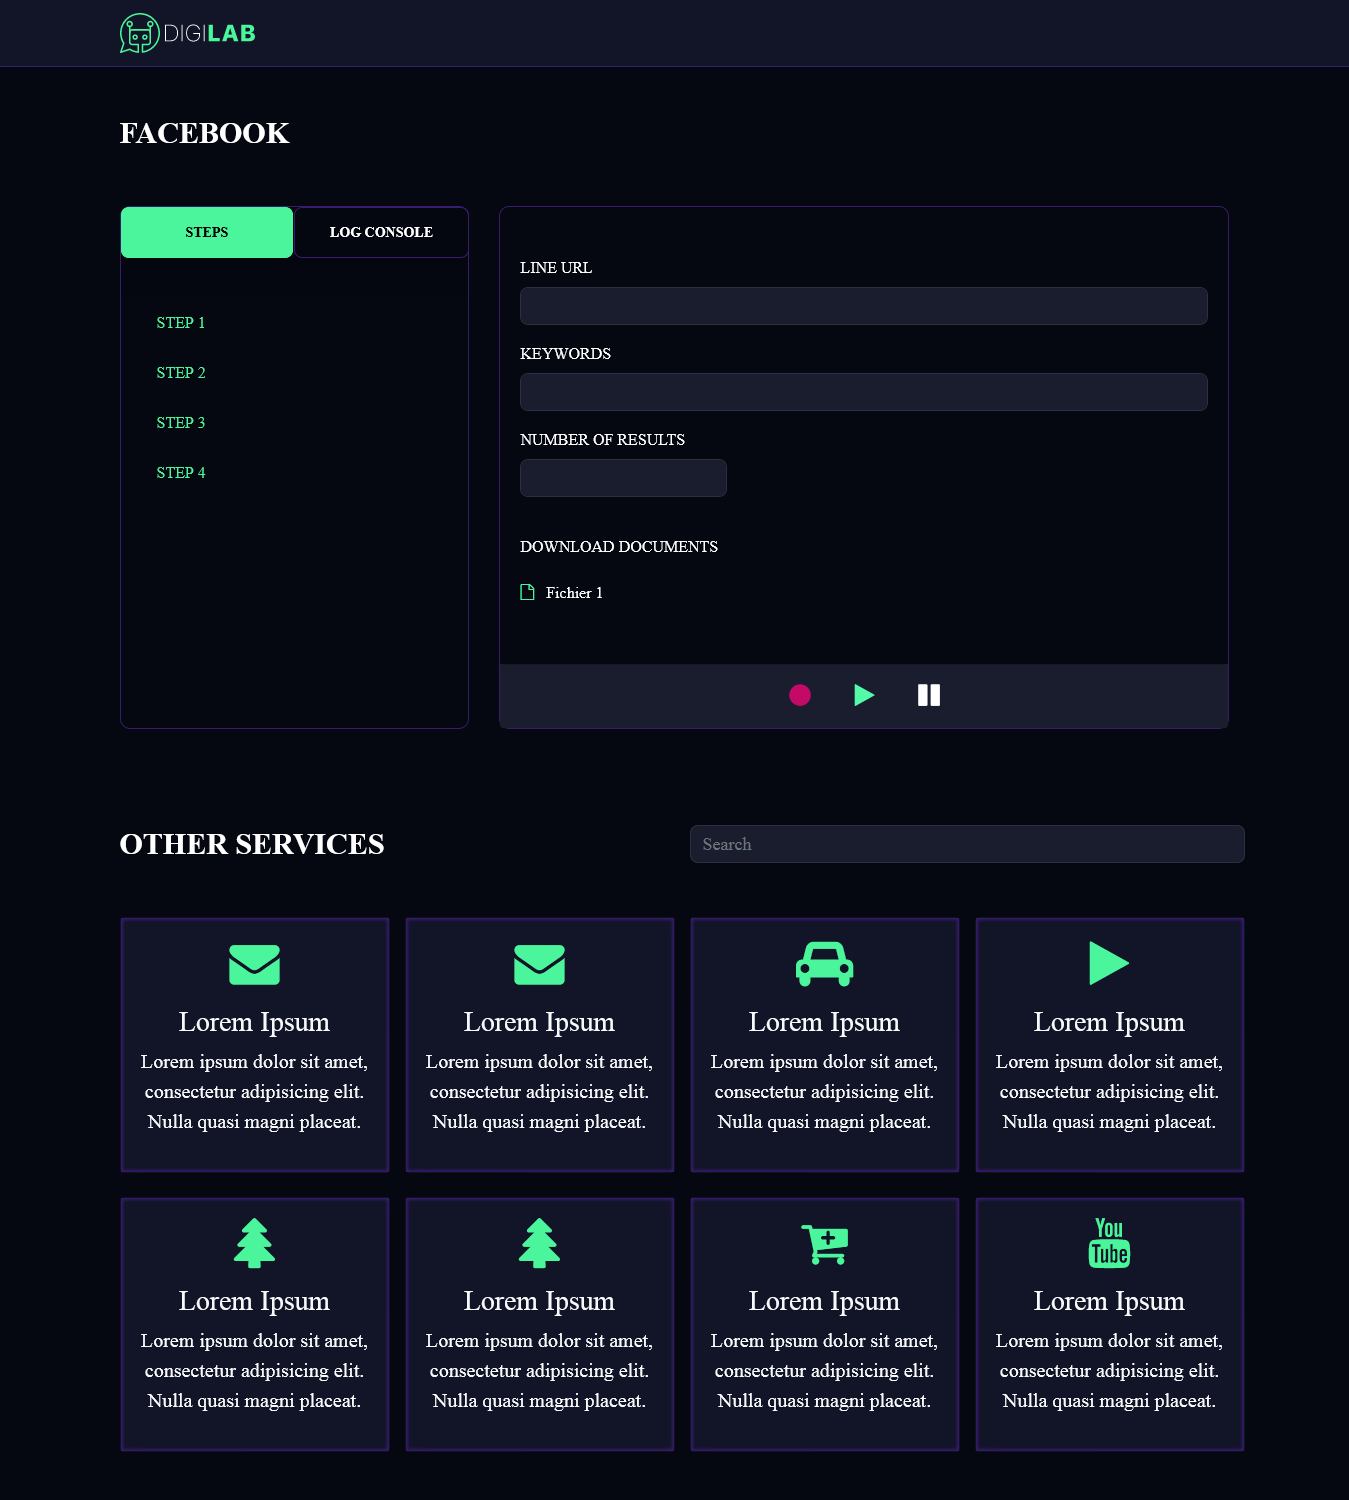 DIGILAB
FACEBOOK
STEPS
LOG CONSOLE
STEP 1
STEP 2
STEP 3
STEP 4
LINE URL
KEYWORDS
NUMBER OF RESULTS
DOWNLOAD DOCUMENTS
Fichier 1
OTHER SERVICES
Search
Lorem Ipsum
Lorem ipsum dolor sit amet,
consectetur adipisicing elit.
Nulla quasi magni placeat.
Lorem Ipsum
Lorem ipsum dolor sit amet,
consectetur adipisicing elit.
Nulla quasi magni placeat.
Lorem Ipsum
Lorem ipsum dolor sit amet,
consectetur adipisicing elit.
Nulla quasi magni placeat.
Lorem Ipsum
Lorem ipsum dolor sit amet,
consectetur adipisicing elit.
Nulla quasi magni placeat.
Lorem Ipsum
Lorem ipsum dolor sit amet,
consectetur adipisicing elit.
Nulla quasi magni placeat.
Lorem Ipsum
Lorem ipsum dolor sit amet,
consectetur adipisicing elit.
Nulla quasi magni placeat.
Lorem Ipsum
Lorem ipsum dolor sit amet,
consectetur adipisicing elit.
Nulla quasi magni placeat.
You
Tube
Lorem Ipsum
Lorem ipsum dolor sit amet,
consectetur adipisicing elit.
Nulla quasi magni placeat.